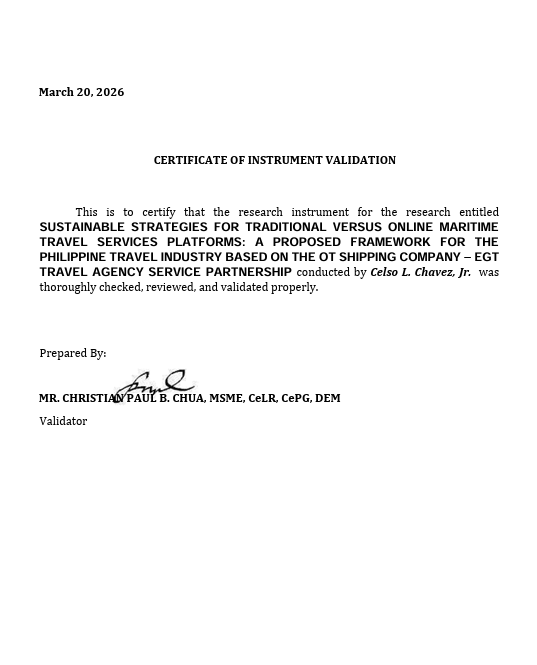 March 20, 2026
CERTIFICATE OF INSTRUMENT VALIDATION
This is to certify that the research instrument for the research entitled
SUSTAINABLE STRATEGIES FOR TRADITIONAL VERSUS ONLINE MARITIME
TRAVEL SERVICES PLATFORMS: A PROPOSED FRAMEWORK FOR THE
PHILIPPINE TRAVEL INDUSTRY BASED ON THE OT SHIPPING COMPANY – EGT
TRAVEL AGENCY SERVICE PARTNERSHIP conducted by Celso L. Chavez, Jr. was
thoroughly checked, reviewed, and validated properly.
Prepared By:
MR. CHRISTIAN PAUL B. CHUA, MSME, CeLR, CePG, DEM
Validator